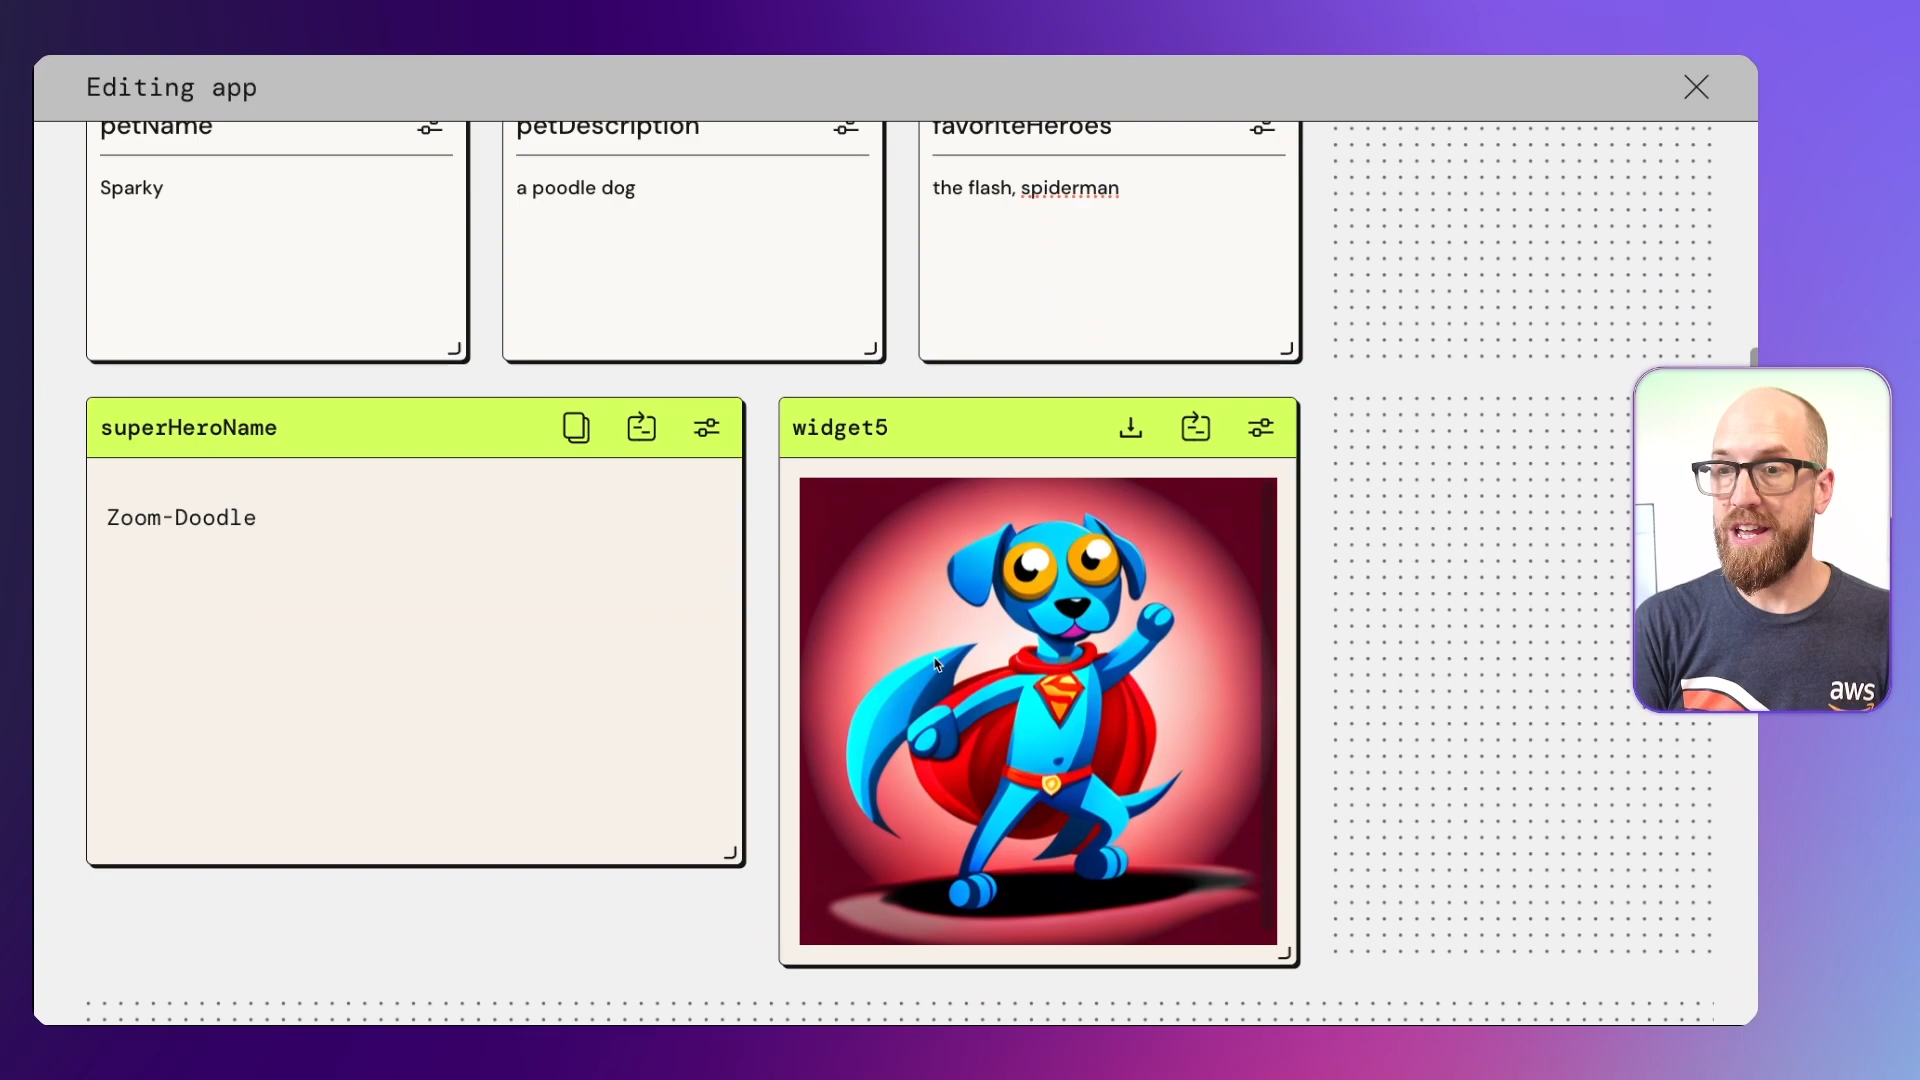 Editing app
petName
petDescription
favoriteHeroes
Sparky
a poodle dog
the flash, spiderman
superHeroName
widget5
Zoom-Doodle
aws